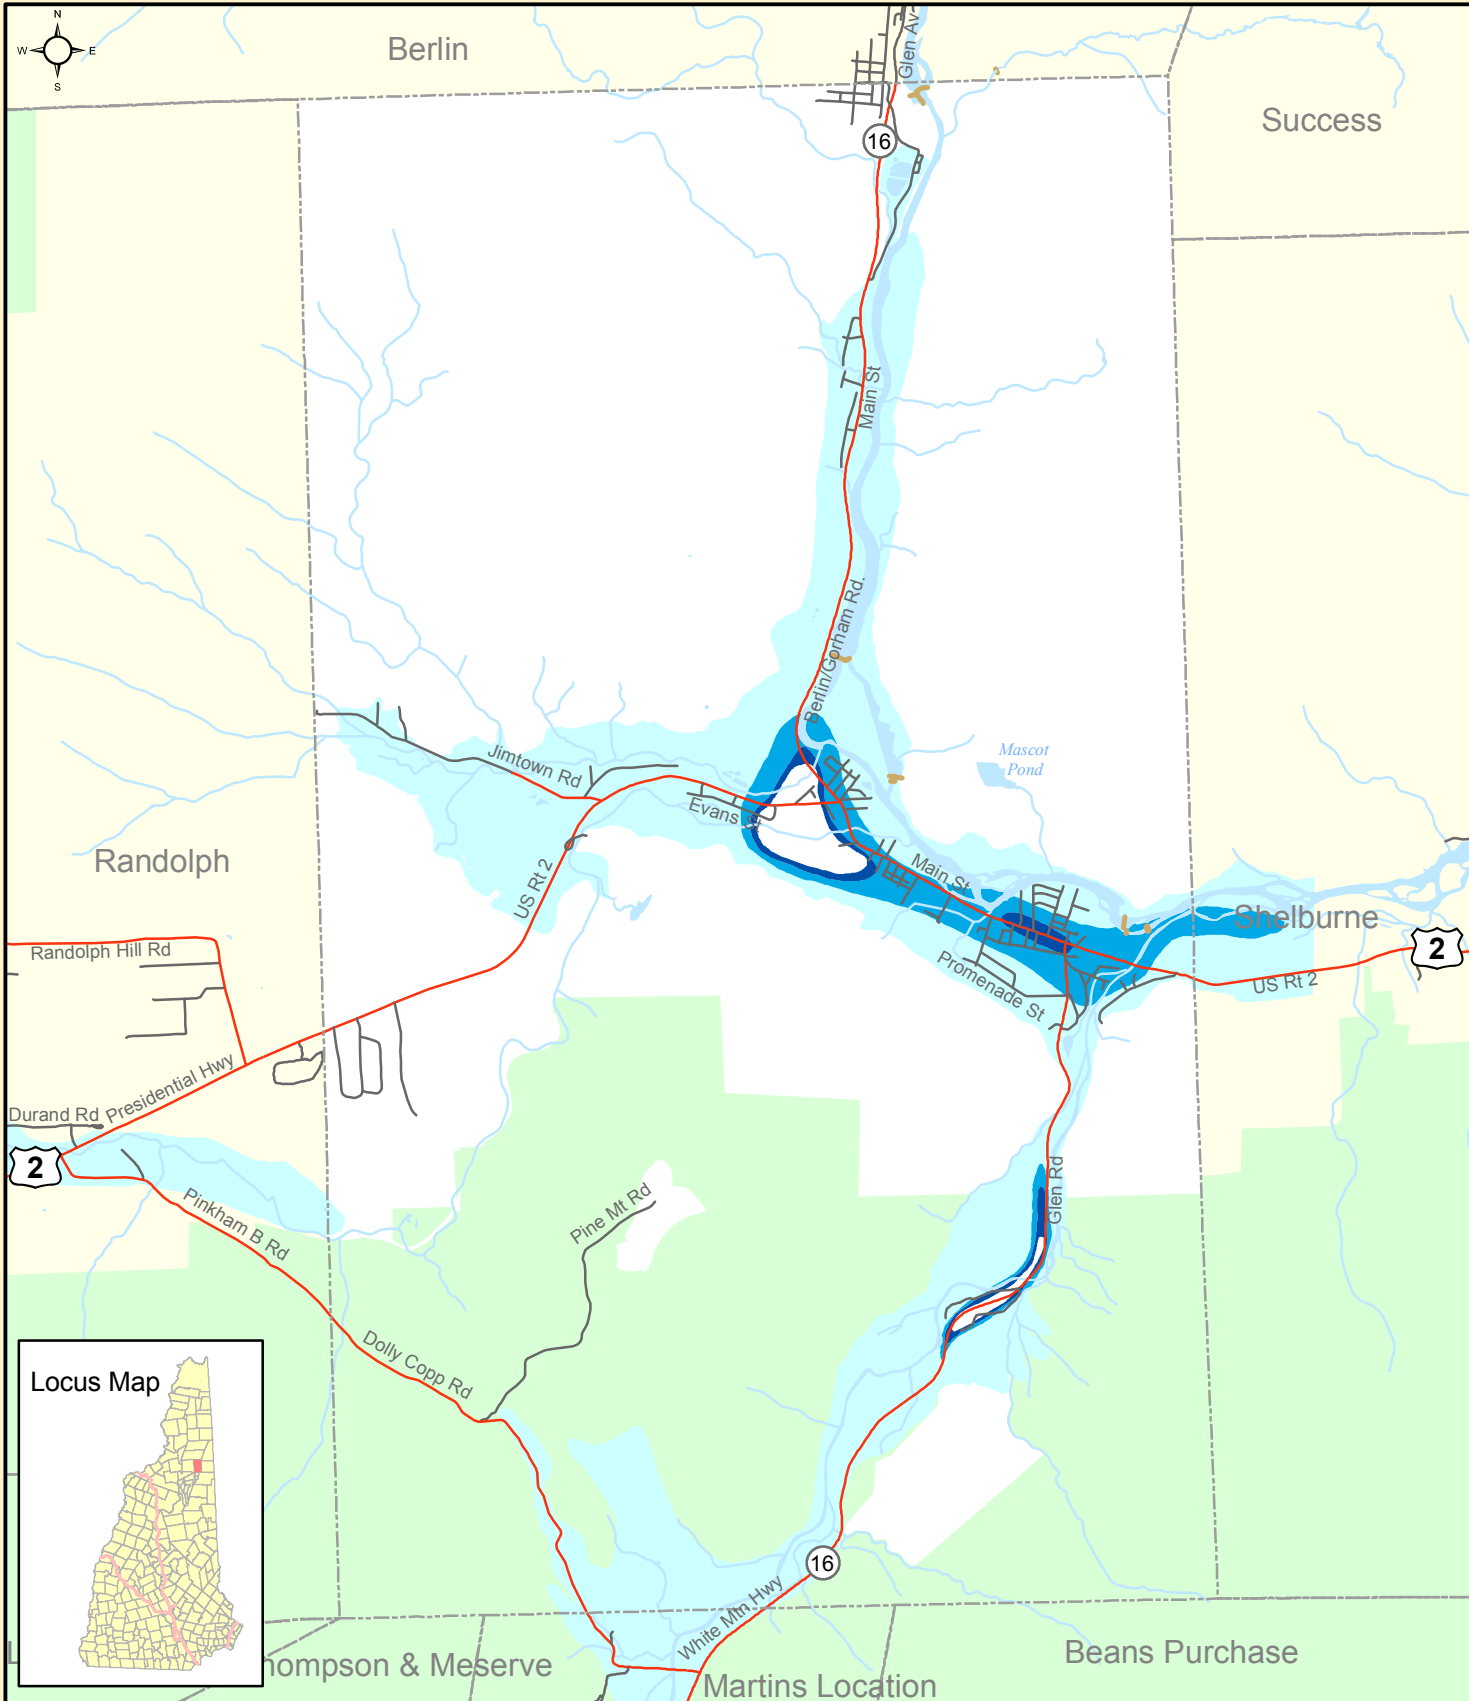 N
W E
S
Berlin
Glen Av
Success
16
Main St
Berlin/Gorham Rd.
Mascot
Pond
Jimtown Rd
Evans St
Randolph
US Rt 2
Main St
Shelburne
2
Randolph Hill Rd
Promenade St
US Rt 2
Presidential Hwy
Durand Rd
2
Pinkham B Rd
Pine Mt Rd
Glen Rd
Dolly Copp Rd
Locus Map
16
White Mtn Hwy
L
hompson & Meserve
Beans Purchase
Martins Location